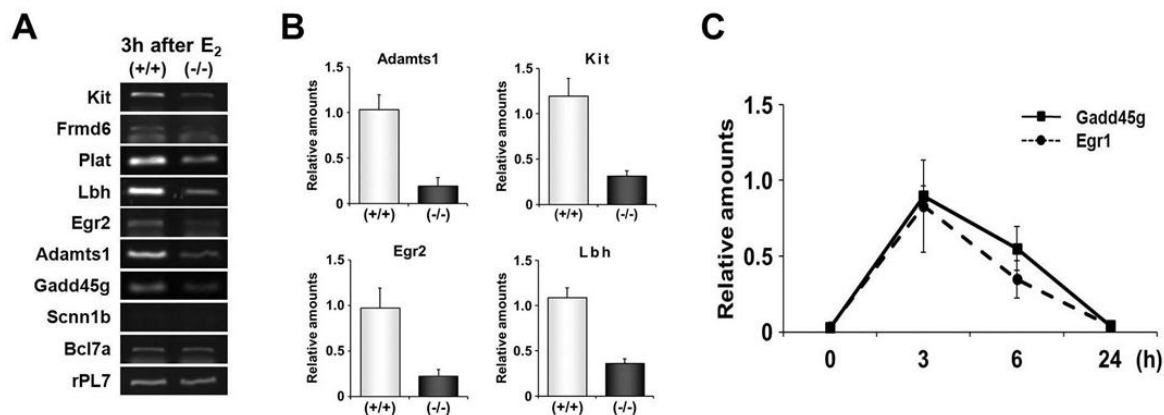 A
3h after E2
(+/+) (-/-)
Kit
Frmd6
Plat
Lbh
Egr2
Adamts1
Gadd45g
Scnn1b
Bcl7a
rPL7
B
Adamts1
Relative amounts
1.5
1.0
0.5
0
(+/+) (-/-)
Kit
Relative amounts
1.5
1.0
0.5
0
(+/+) (-/-)
Egr2
Relative amounts
1.5
1.0
0.5
0
(+/+) (-/-)
Lbh
Relative amounts
1.5
1.0
0.5
0
(+/+) (-/-)
C
Relative amounts
1.5
1.0
0.5
0
Gadd45g
Egr1
0 3 6 24 (h)